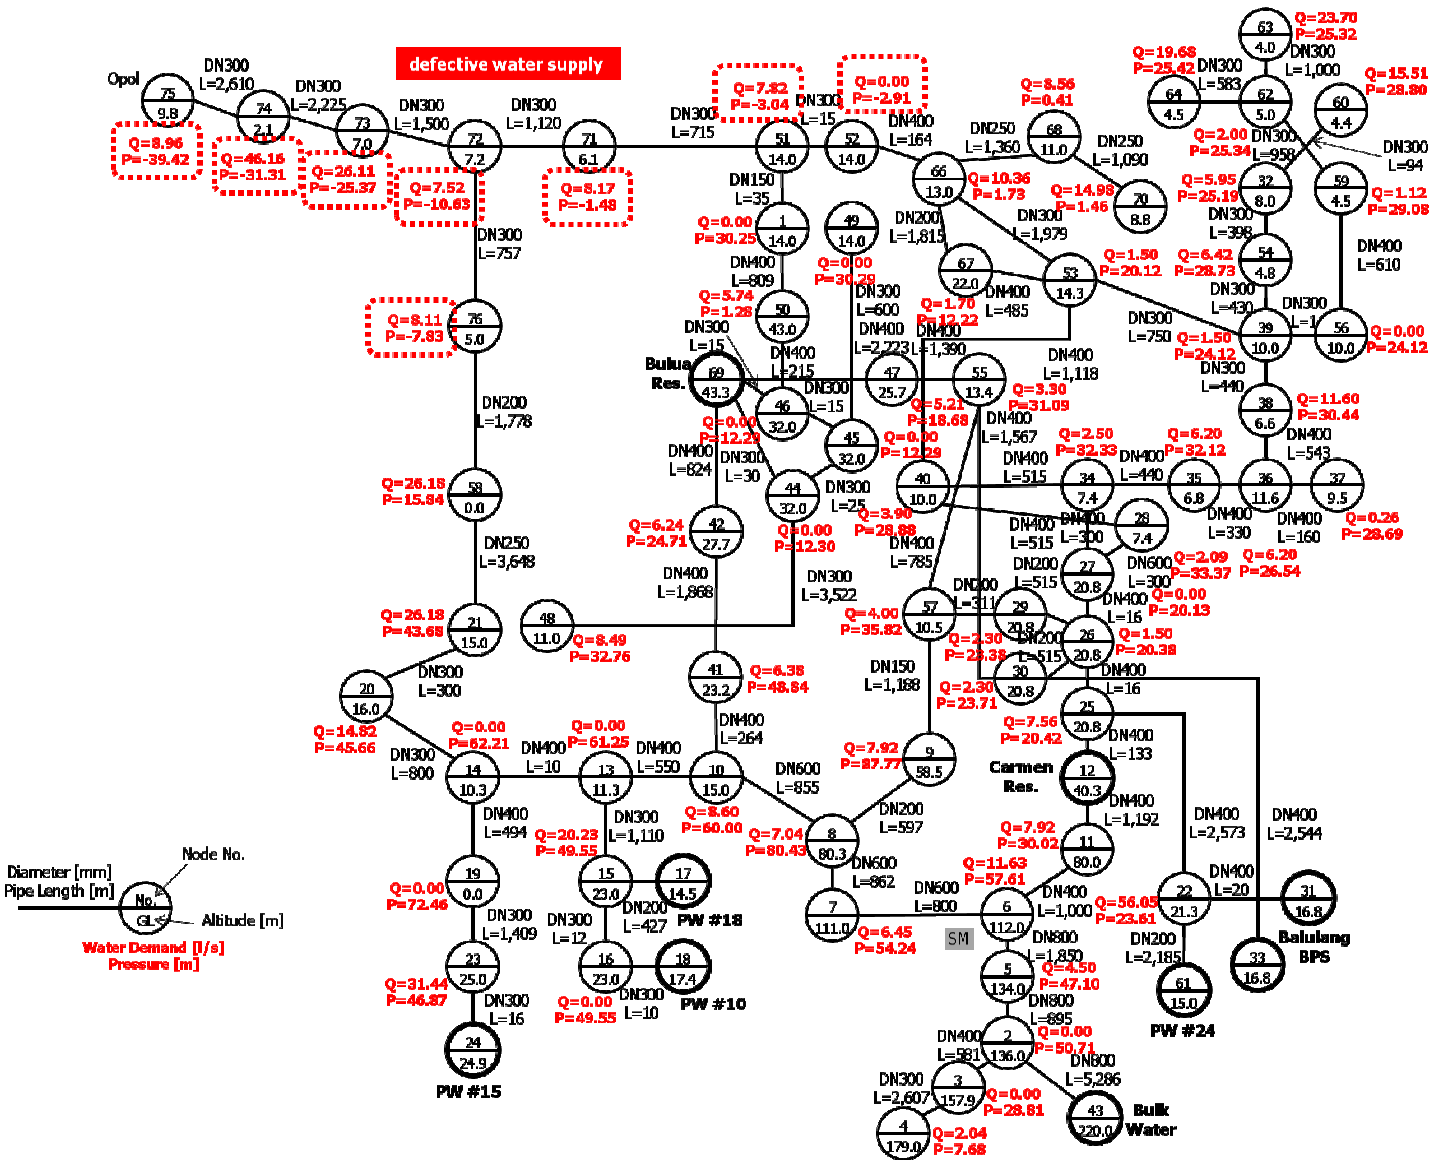 defective water supply
Opol
75
9.8
Q=8.96
P=-39.42
DN300
L=2,610
74
2.1
Q=46.16
P=-31.31
DN300
L=2,225
73
7.0
Q=26.11
P=-25.37
DN300
L=1,500
72
7.2
Q=7.52
P=-10.63
DN300
L=1,120
71
6.1
Q=8.17
P=-1.48
DN300
L=715
Q=7.82
P=-3.04
51
14.0
DN300
L=15
Q=0.00
P=-2.91
52
14.0
DN400
L=164
66
13.0
Q=10.36
P=1.73
DN250
L=1,360
Q=8.56
P=0.41
68
11.0
DN250
L=1,090
70
8.8
Q=14.98
P=1.46
Q=19.68
P=25.42
64
4.5
DN300
L=583
63
4.0
Q=23.70
P=25.32
DN300
L=1,000
62
5.0
Q=2.00
P=25.34
60
4.4
Q=15.51
P=28.80
DN300
L=94
L=958
32
8.0
Q=5.95
P=25.19
59
4.5
Q=1.12
P=29.08
DN300
L=398
DN400
L=610
54
4.8
Q=6.42
P=28.73
DN300
L=430
39
10.0
Q=1.50
P=24.12
DN300
L=1
56
10.0
Q=0.00
P=24.12
DN300
L=757
Q=8.11
P=-7.83
76
5.0
DN200
L=1,778
DN150
L=35
1
14.0
Q=0.00
P=30.25
49
14.0
Q=0.00
P=30.29
DN400
L=809
50
43.0
Q=5.74
P=1.28
DN300
L=600
DN200
L=1,815
67
22.0
Q=1.70
P=12.22
DN300
L=1,979
DN400
L=485
53
14.3
Q=1.50
P=20.12
DN300
L=750
DN300
L=15
DN400
L=215
DN400
L=2,223
DN400
L=1,390
DN400
L=1,118
Bulua
Res.
69
43.3
46
32.0
Q=0.00
P=12.29
DN300
L=15
45
32.0
Q=0.00
P=12.29
47
25.7
Q=5.21
P=18.68
55
13.4
Q=3.30
P=31.09
DN300
L=440
38
6.6
Q=11.60
P=30.44
DN400
L=543
DN400
L=824
DN300
L=30
44
32.0
Q=0.00
P=12.30
DN300
L=25
DN400
L=1,567
40
10.0
Q=3.90
P=28.88
DN400
L=515
34
7.4
Q=2.50
P=32.33
DN400
L=440
35
6.8
Q=6.20
P=32.12
DN400
L=330
36
11.6
Q=6.20
P=26.54
DN400
L=160
37
9.5
Q=0.26
P=28.69
58
0.0
Q=26.18
P=15.84
DN250
L=3,648
42
27.7
Q=6.24
P=24.71
DN400
L=1,868
DN300
L=3,522
DN400
L=785
DN400
L=515
DN400
L=300
28
7.4
Q=2.09
P=33.37
DN600
L=300
DN200
L=515
27
20.8
Q=0.00
P=20.13
DN400
L=16
21
15.0
Q=26.18
P=43.68
48
11.0
Q=8.49
P=32.76
57
10.5
Q=4.00
P=35.82
DN200
L=311
29
20.8
Q=2.30
P=23.38
26
20.8
Q=1.50
P=20.38
DN200
L=515
30
20.8
Q=2.30
P=23.71
DN400
L=16
DN300
L=300
20
16.0
Q=14.82
P=45.66
DN300
L=800
41
23.2
Q=6.38
P=48.84
DN400
L=264
DN150
L=1,188
25
20.8
Q=7.56
P=20.42
DN400
L=133
14
10.3
Q=0.00
P=62.21
DN400
L=10
13
11.3
Q=0.00
P=61.25
DN400
L=550
10
15.0
Q=8.60
P=60.00
DN600
L=855
9
58.5
Q=7.92
P=87.77
Carmen
Res.
12
40.3
DN400
L=1,192
DN400
L=494
DN300
L=1,110
8
80.3
Q=7.04
P=80.43
DN200
L=597
DN600
L=862
11
80.0
Q=7.92
P=30.02
DN400
L=2,573
DN400
L=2,544
Node No.
Diameter [mm]
Pipe Length [m]
No.
GL
Altitude [m]
Water Demand [l/s]
Pressure [m]
19
0.0
Q=0.00
P=72.46
DN300
L=1,409
15
23.0
Q=20.23
P=49.55
17
14.5
PW #18
DN200
L=427
DN300
L=12
16
23.0
Q=0.00
P=49.55
18
17.4
PW #10
DN300
L=10
7
111.0
Q=6.45
P=54.24
DN600
L=800
6
112.0
Q=11.63
P=57.61
DN400
L=1,000
SM
22
21.3
Q=56.05
P=23.61
DN400
L=20
31
16.8
Balulang
BPS
33
16.8
DN200
L=2,185
61
15.0
PW #24
23
25.0
Q=31.44
P=46.87
DN300
L=16
24
24.9
PW #15
DN800
L=1,850
5
134.0
Q=4.50
P=47.10
DN800
L=895
2
136.0
Q=0.00
P=50.71
DN400
L=581
3
157.9
Q=0.00
P=28.81
DN300
L=2,607
4
179.0
Q=2.04
P=7.68
DN800
L=5,286
43
220.0
Bulk
Water